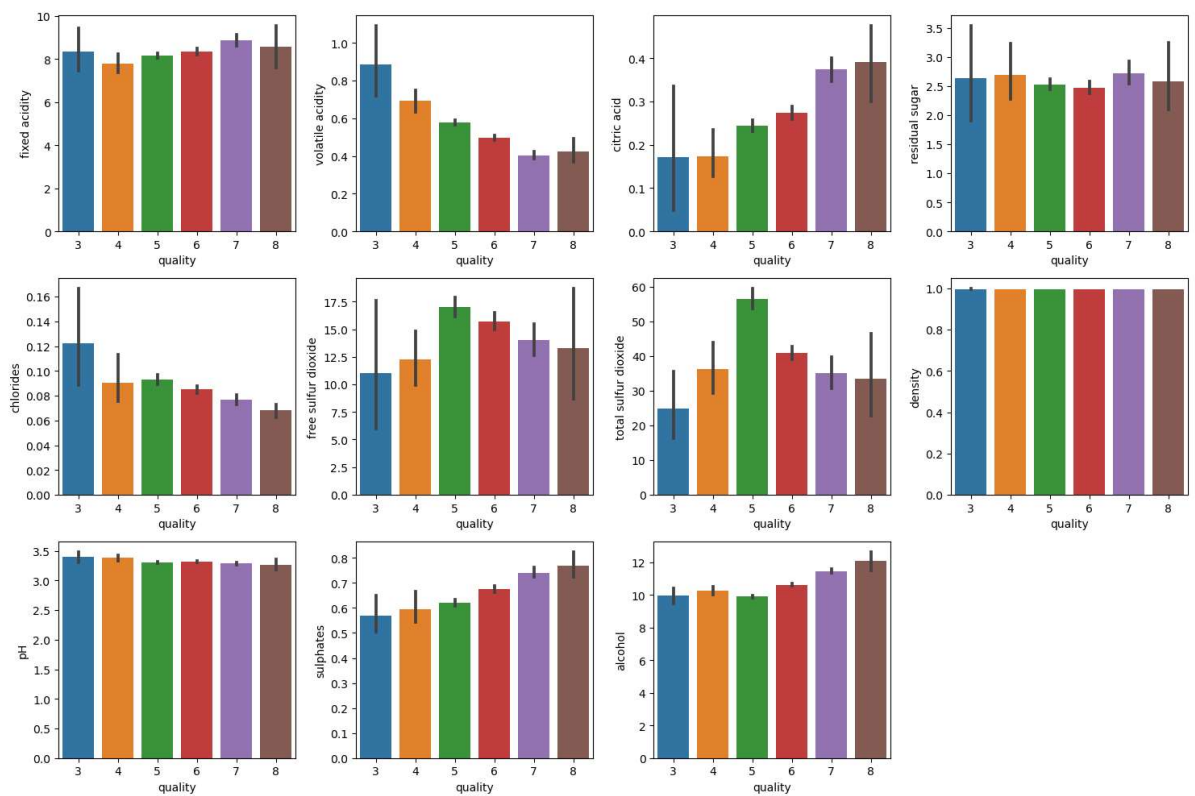 fixed acidity
10
8
6
4
2
0
3 4 5 6 7 8
quality
volatile acidity
1.0
0.8
0.6
0.4
0.2
0.0
3 4 5 6 7 8
quality
citric acid
0.4
0.3
0.2
0.1
0.0
3 4 5 6 7 8
quality
residual sugar
3.5
3.0
2.5
2.0
1.5
1.0
0.5
0.0
3 4 5 6 7 8
quality
chlorides
0.16
0.14
0.12
0.10
0.08
0.06
0.04
0.02
0.00
3 4 5 6 7 8
quality
free sulfur dioxide
17.5
15.0
12.5
10.0
7.5
5.0
2.5
0.0
3 4 5 6 7 8
quality
total sulfur dioxide
60
50
40
30
20
10
0
3 4 5 6 7 8
quality
density
1.0
0.8
0.6
0.4
0.2
0.0
3 4 5 6 7 8
quality
pH
3.5
3.0
2.5
2.0
1.5
1.0
0.5
0.0
3 4 5 6 7 8
quality
sulphates
0.8
0.7
0.6
0.5
0.4
0.3
0.2
0.1
0.0
3 4 5 6 7 8
quality
alcohol
12
10
8
6
4
2
0
3 4 5 6 7 8
quality